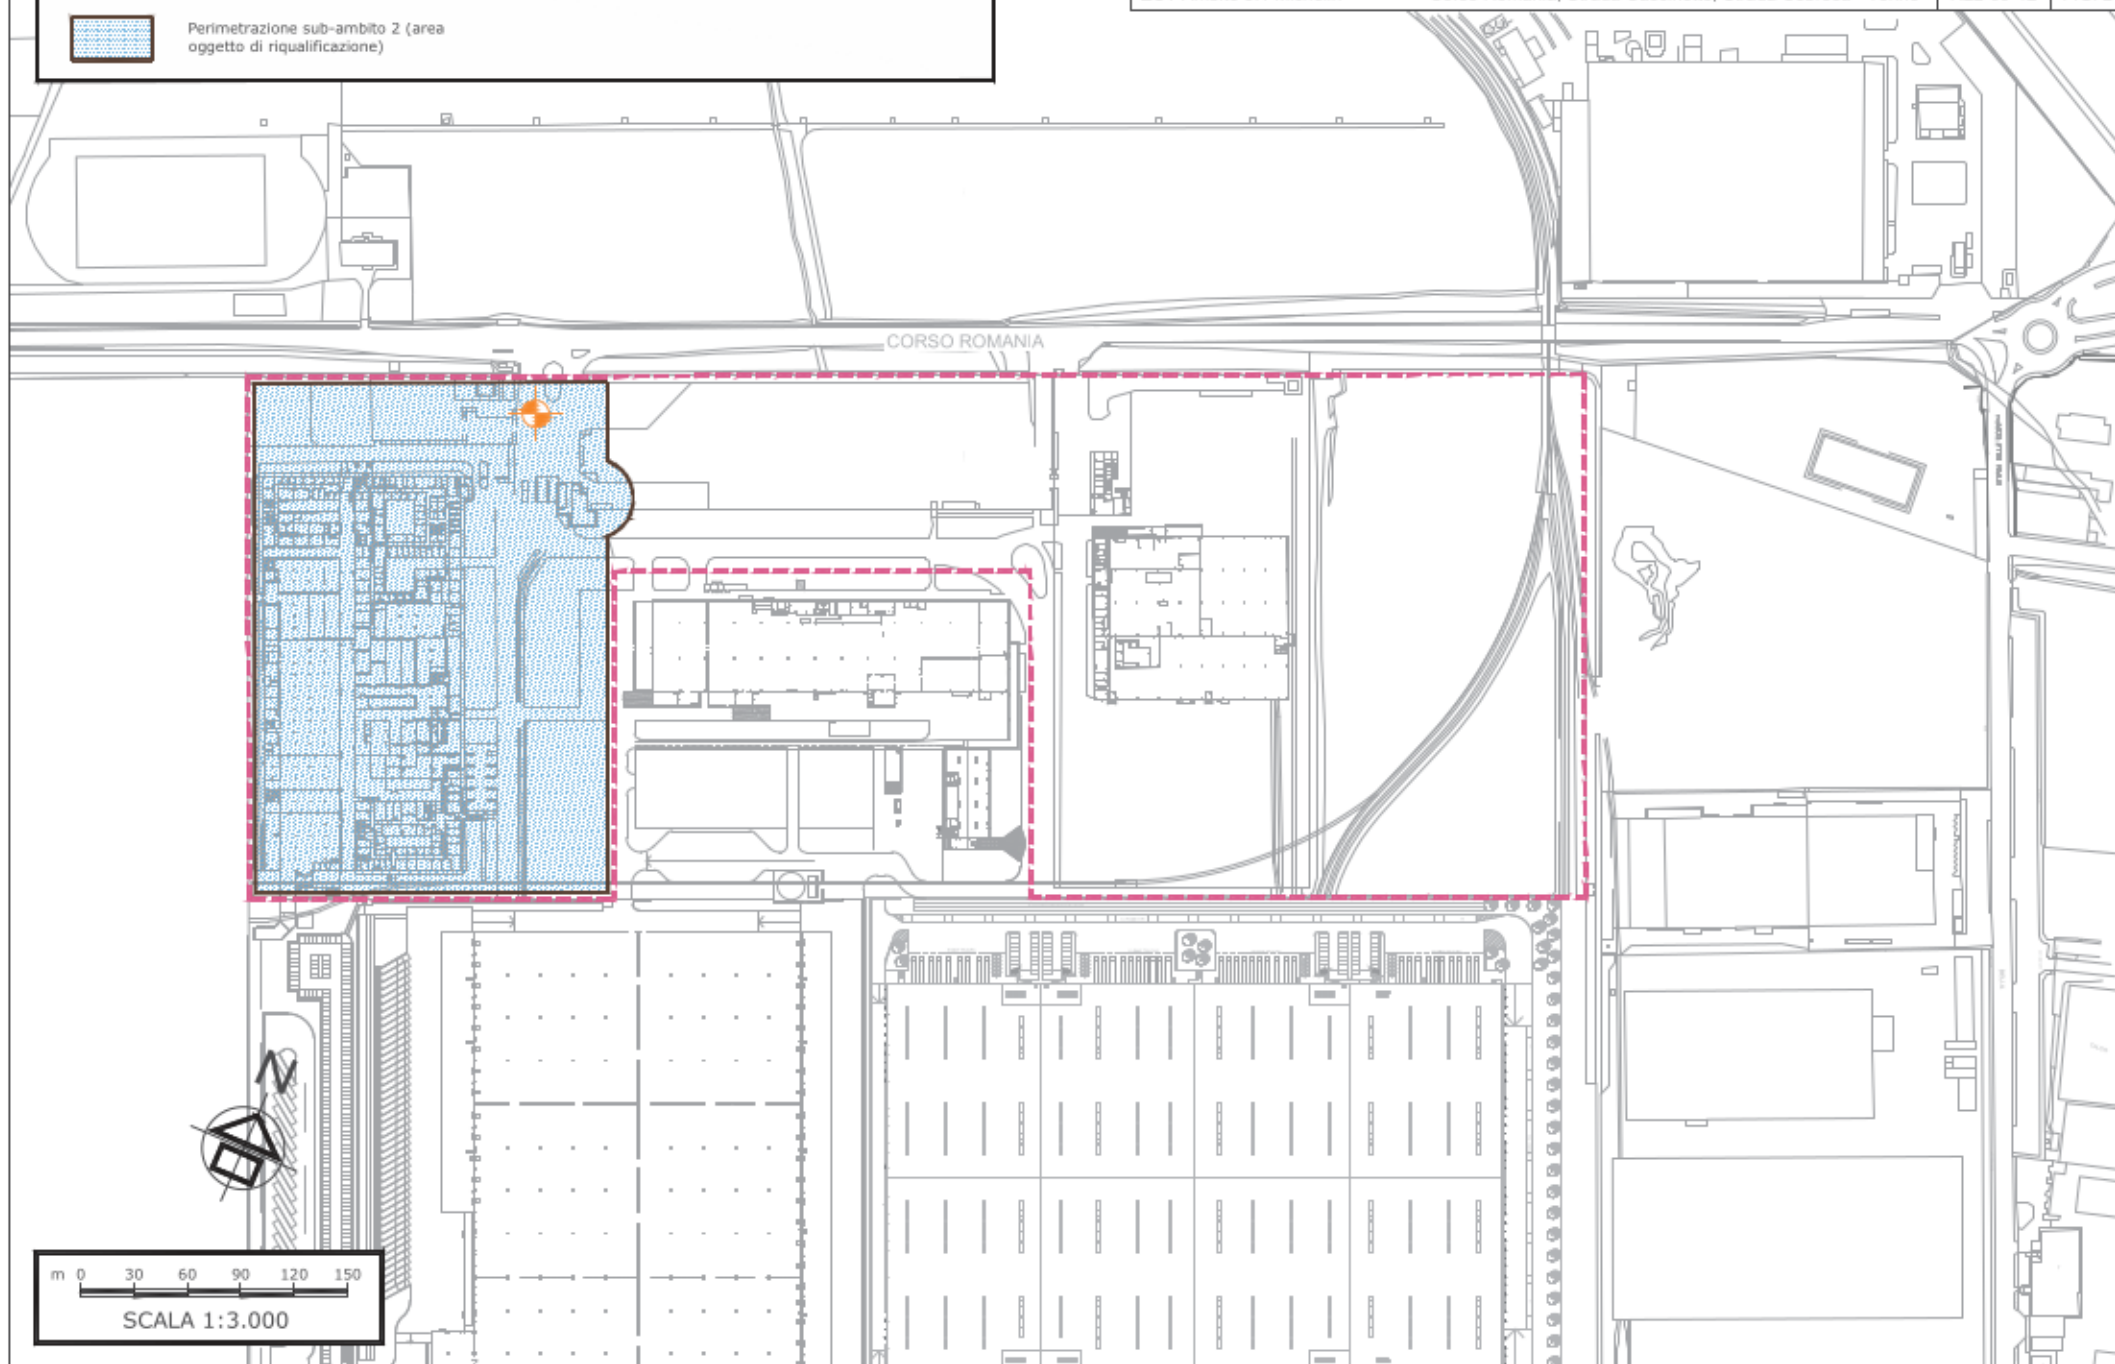 Perimetrazione sub-ambito 2 (area
oggetto di riqualificazione)
CORSO ROMANIA
N
m 0 30 60 90 120 150
SCALA 1:3.000